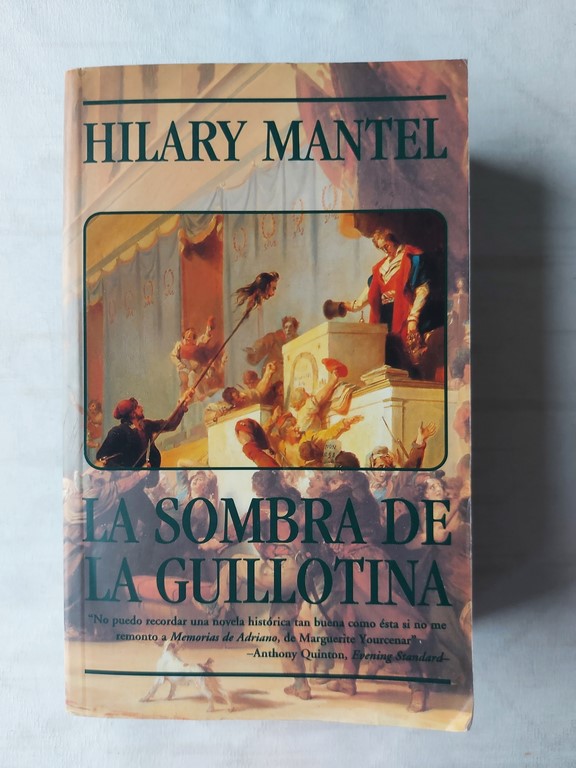 HILARY MANTEL
LA SOMBRA DE
LA GUILLOTINA
"No puedo recordar una novela histórica tan buena como ésta si no me
remonto a Memorias de Adriano, de Marguerite Yourcenar"
–Anthony Quinton, Evening Standard–